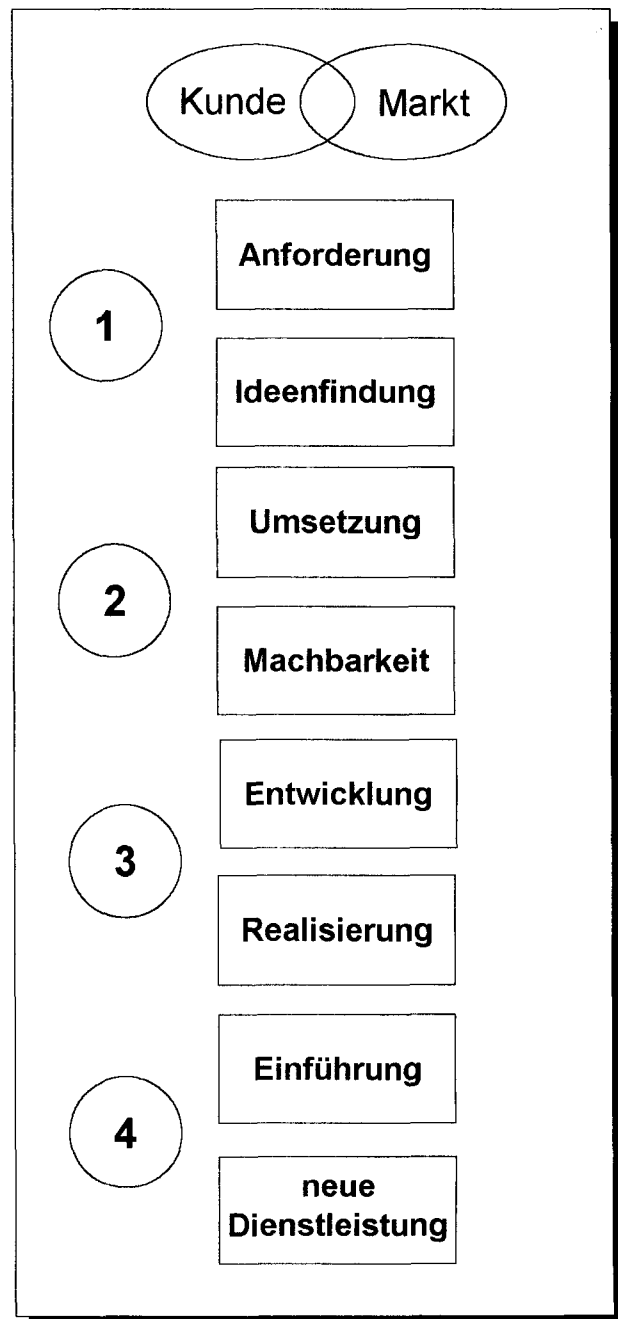 Kunde Markt
Anforderung
1
Ideenfindung
Umsetzung
2
Machbarkeit
Entwicklung
3
Realisierung
Einführung
4
neue
Dienstleistung